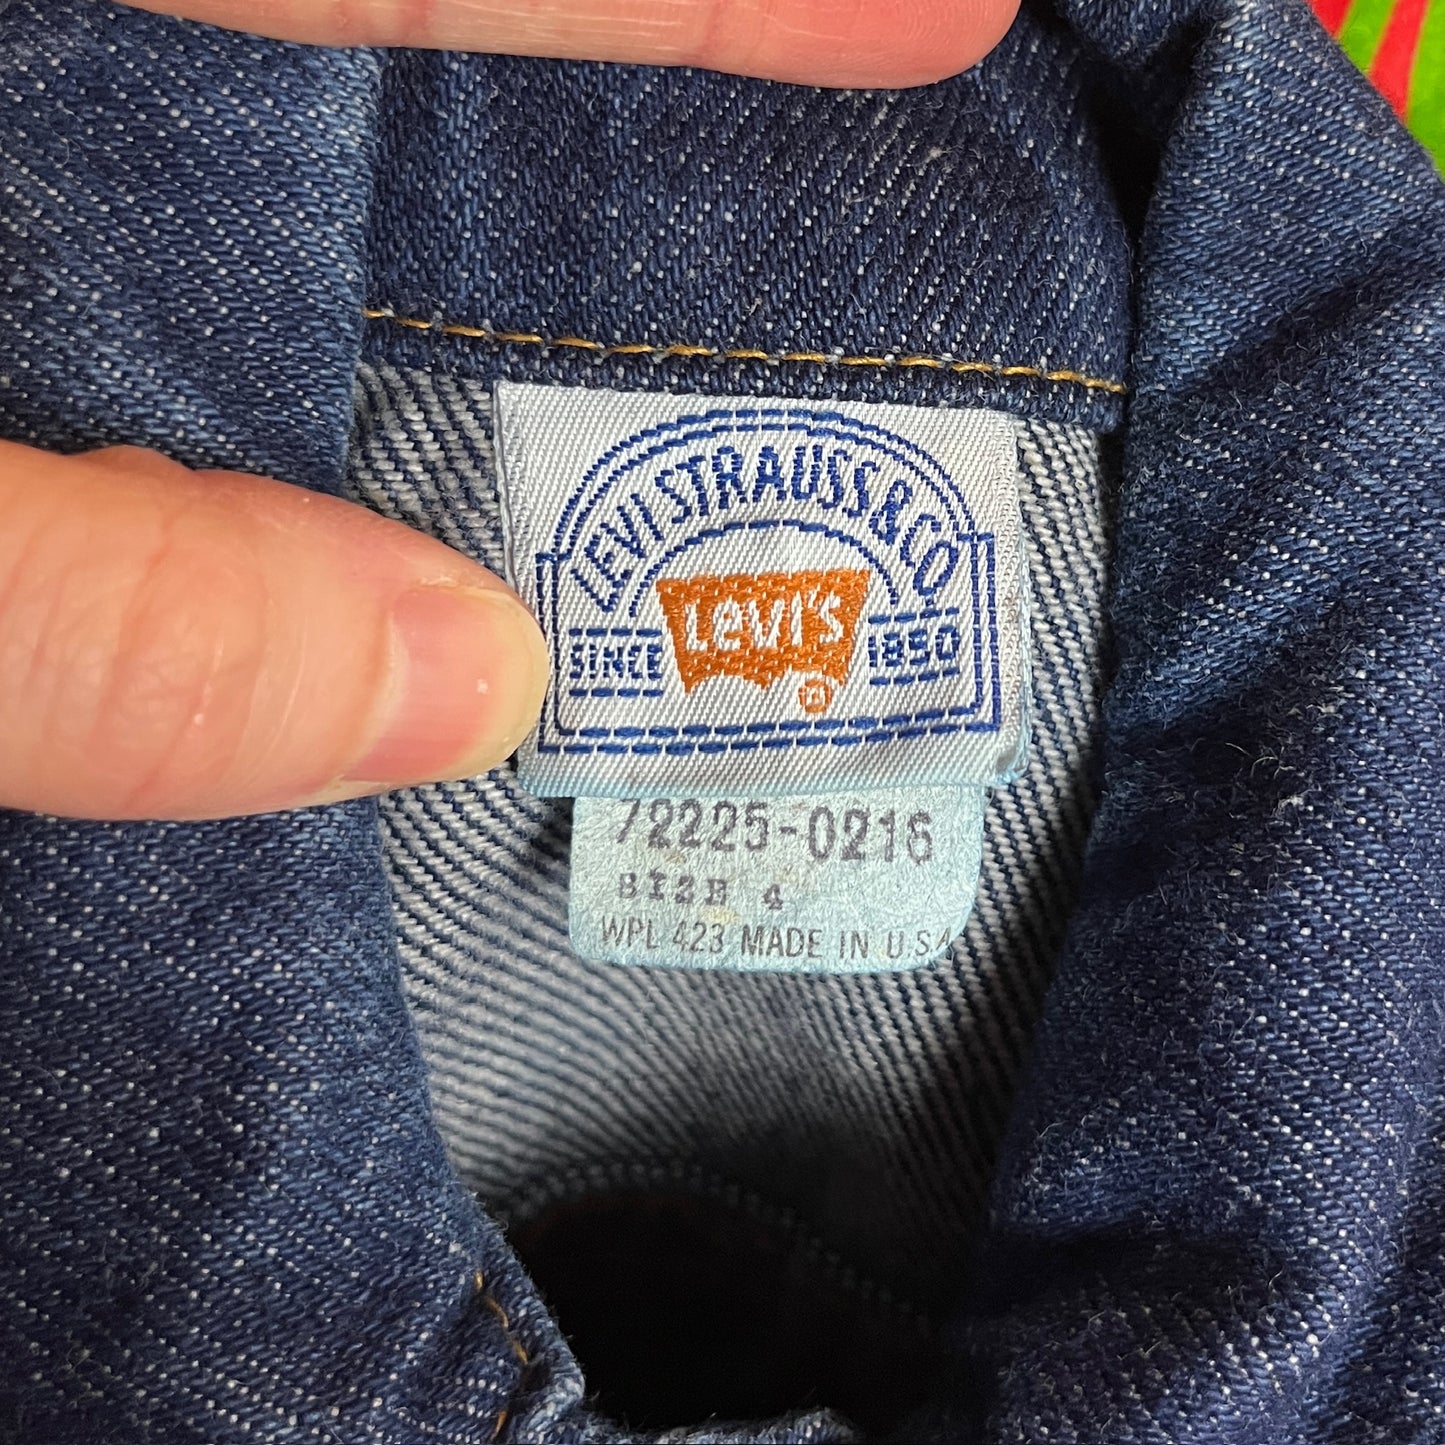 LEVI STRAUSS & CO.
SINCE Levi's 1850
®
72225-0216
SIZE 4
WPL 423 MADE IN U.S.A